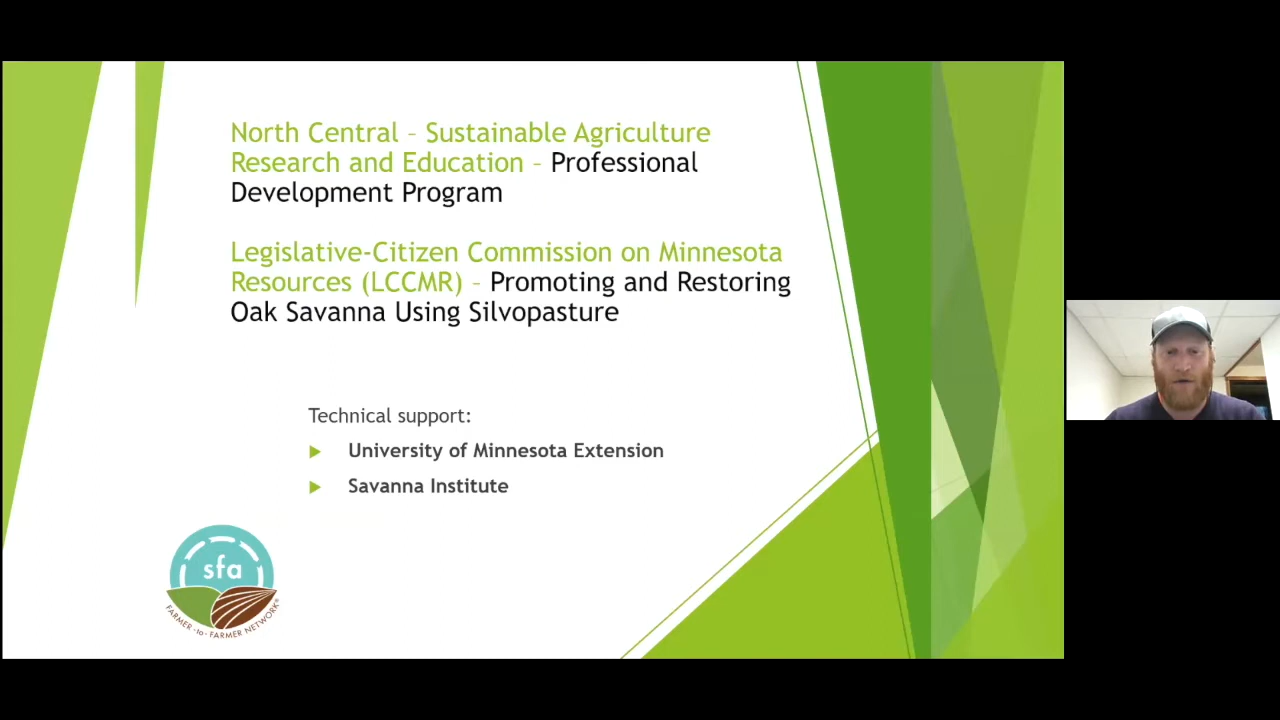 North Central – Sustainable Agriculture
Research and Education – Professional
Development Program
Legislative-Citizen Commission on Minnesota
Resources (LCCMR) – Promoting and Restoring
Oak Savanna Using Silvopasture
Technical support:
University of Minnesota Extension
Savanna Institute
sfa
FARMER -to- FARMER NETWORK®